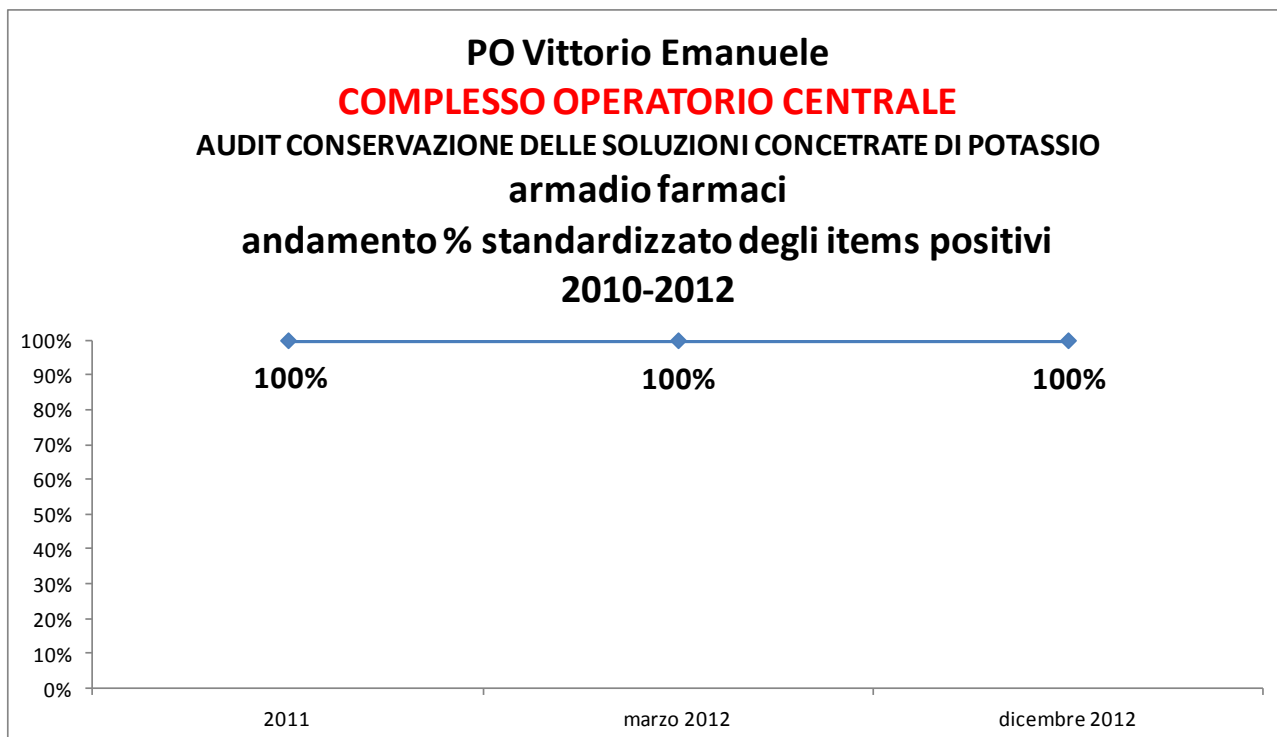 PO Vittorio Emanuele
COMPLESSO OPERATORIO CENTRALE
AUDIT CONSERVAZIONE DELLE SOLUZIONI CONCETRATE DI POTASSIO
armadio farmaci
andamento % standardizzato degli items positivi
2010-2012
100%
90%
80%
70%
60%
50%
40%
30%
20%
10%
0%
100% 100% 100%
2011 marzo 2012 dicembre 2012